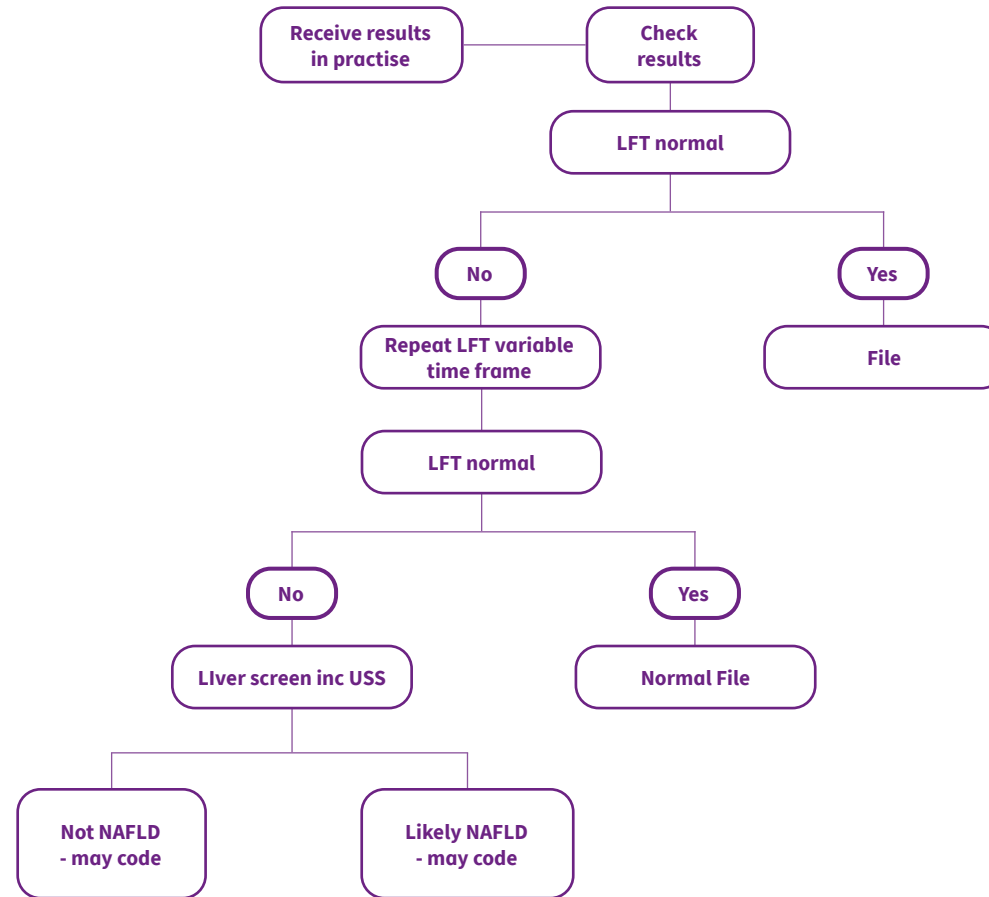 Receive results
in practise
Check
results
LFT normal
No
Yes
Repeat LFT variable
time frame
File
LFT normal
No
Yes
LIver screen inc USS
Normal File
Not NAFLD
- may code
Likely NAFLD
- may code